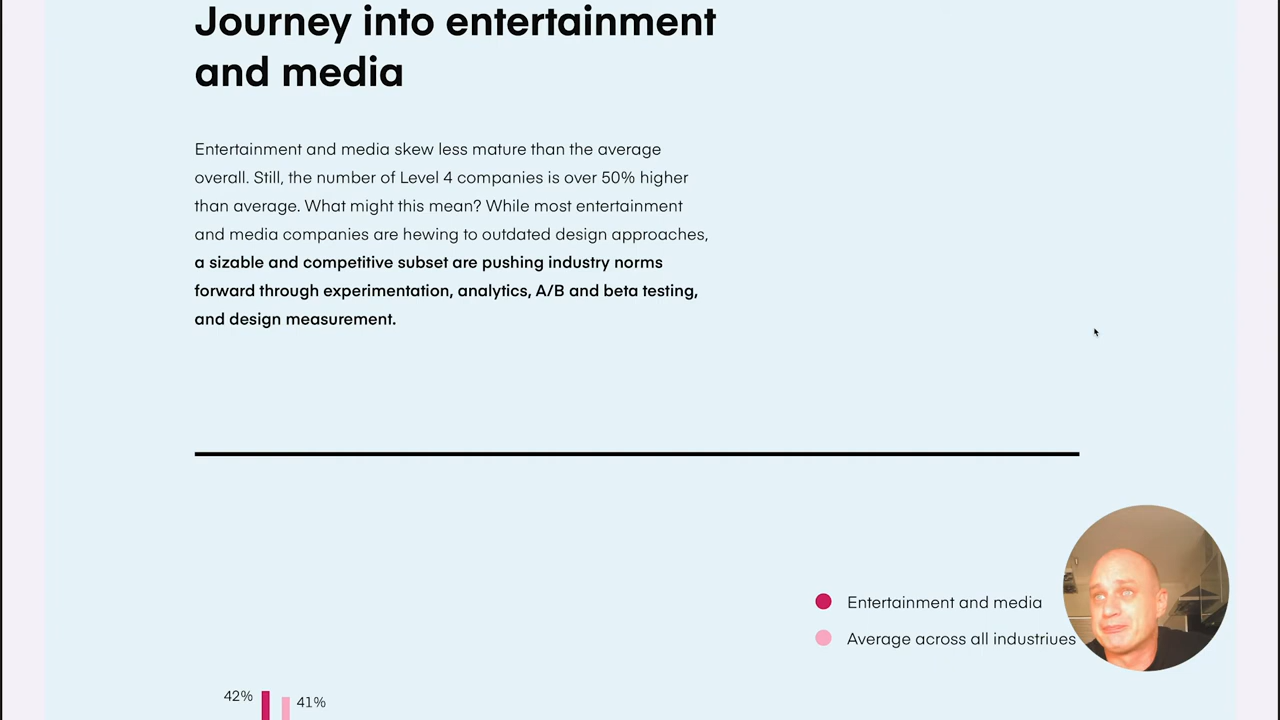 Journey into entertainment
and media
Entertainment and media skew less mature than the average
overall. Still, the number of Level 4 companies is over 50% higher
than average. What might this mean? While most entertainment
and media companies are hewing to outdated design approaches,
a sizable and competitive subset are pushing industry norms
forward through experimentation, analytics, A/B and beta testing,
and design measurement.
Entertainment and media
Average across all industriues
42%
41%